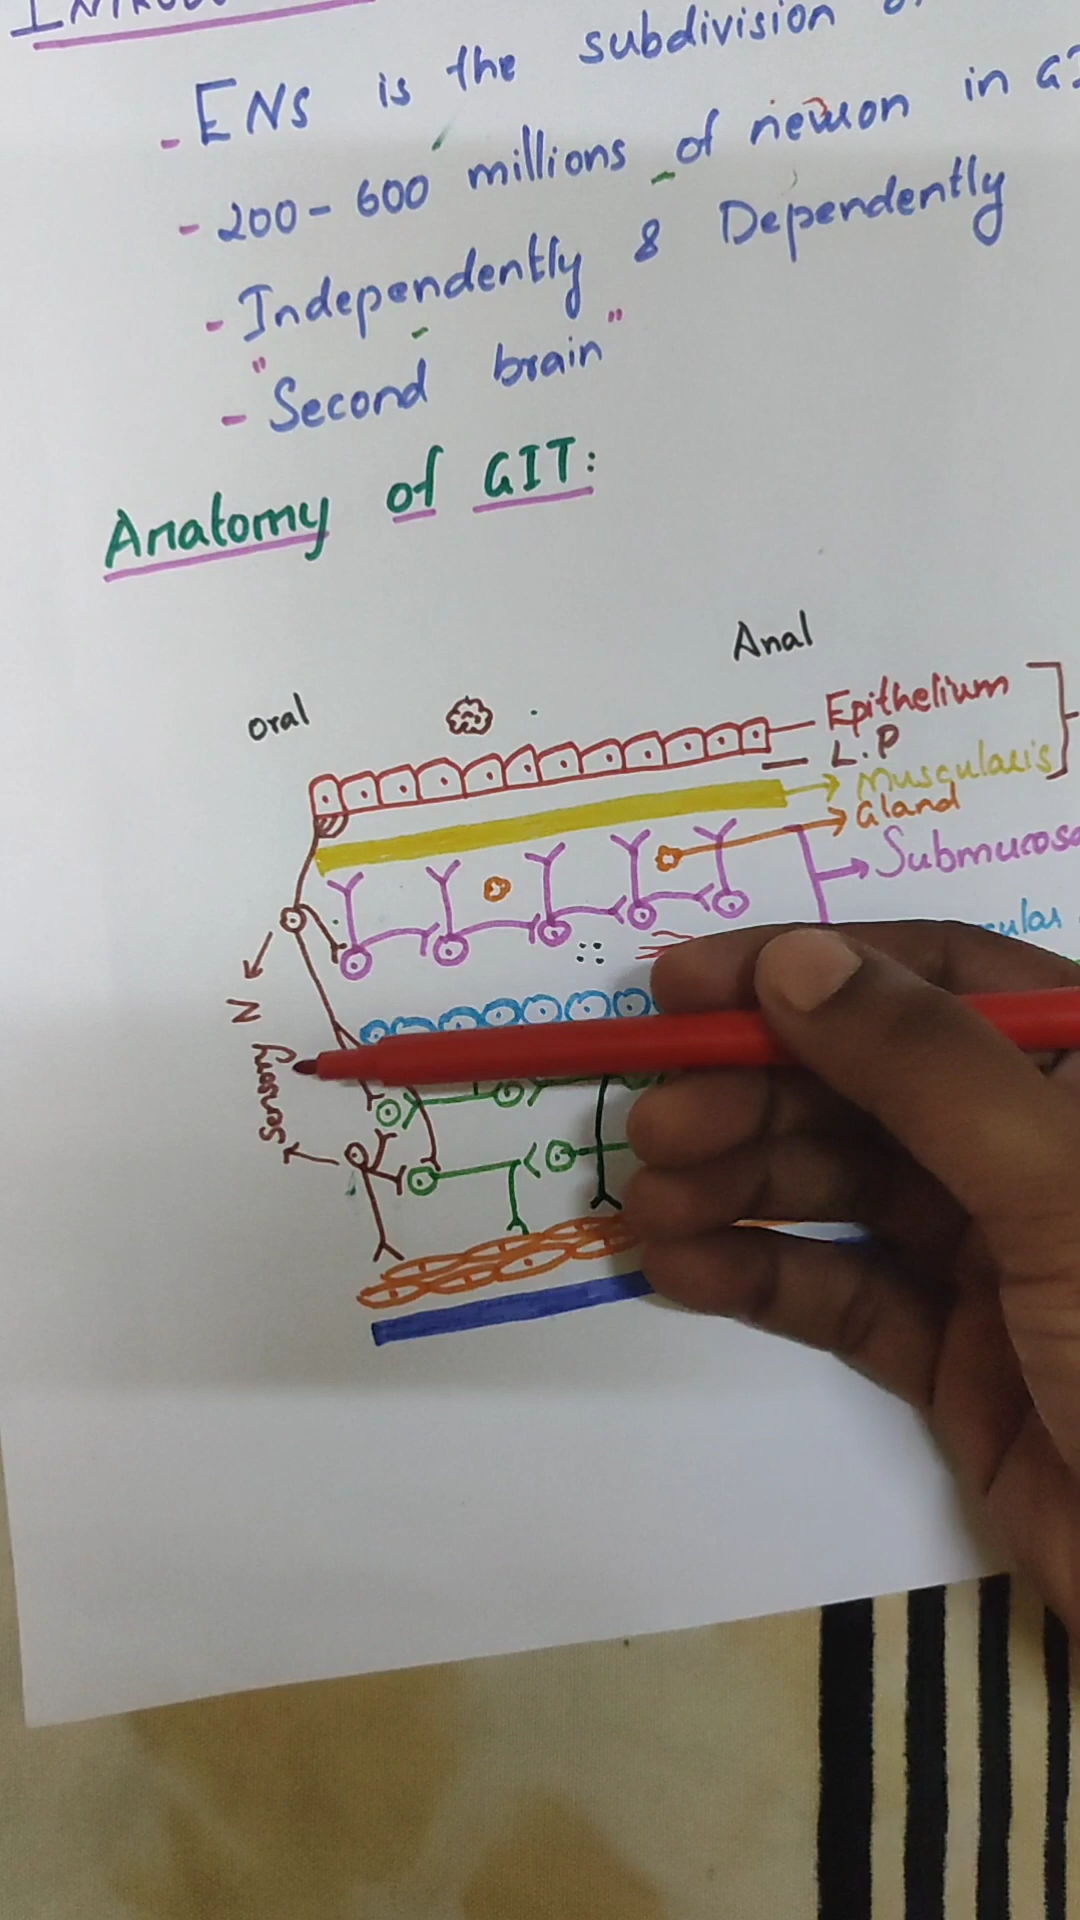 - ENS is the subdivision
- 200-600 millions of neuron in
- Independently & Dependently
- "Second brain"
Anatomy of GIT:
Oral
Anal
Epithelium
L.P
Muscularis
Gland
Submucosa
Sensory N